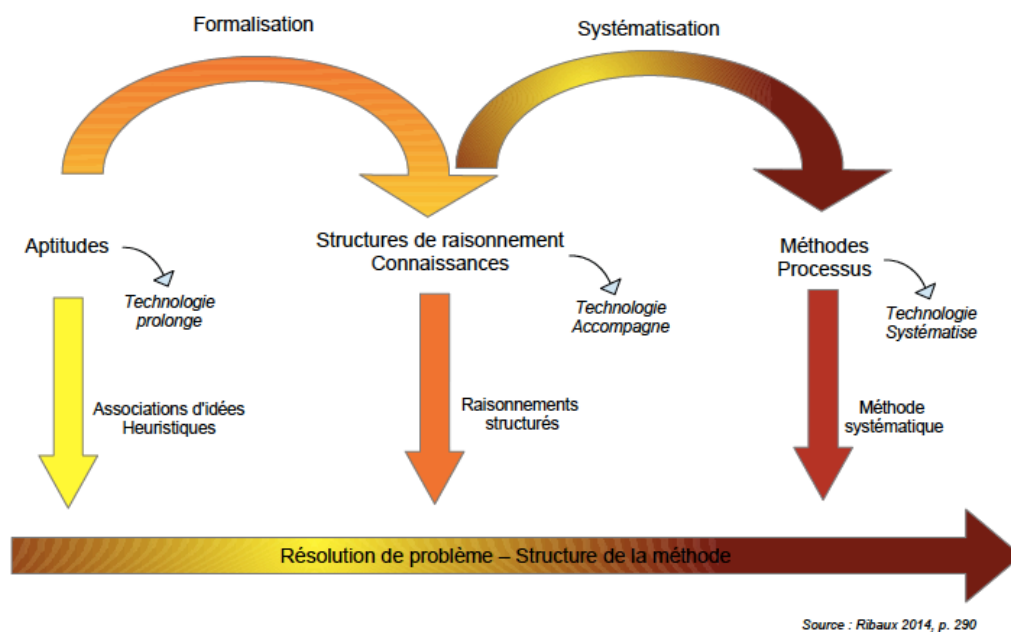 Formalisation
Systématisation
Aptitudes
Technologie
prolonge
Structures de raisonnement
Connaissances
Technologie
Accompagne
Méthodes
Processus
Technologie
Systématise
Associations d'idées
Heuristiques
Raisonnements
structurés
Méthode
systématique
Résolution de problème – Structure de la méthode
Source : Ribaux 2014, p. 290